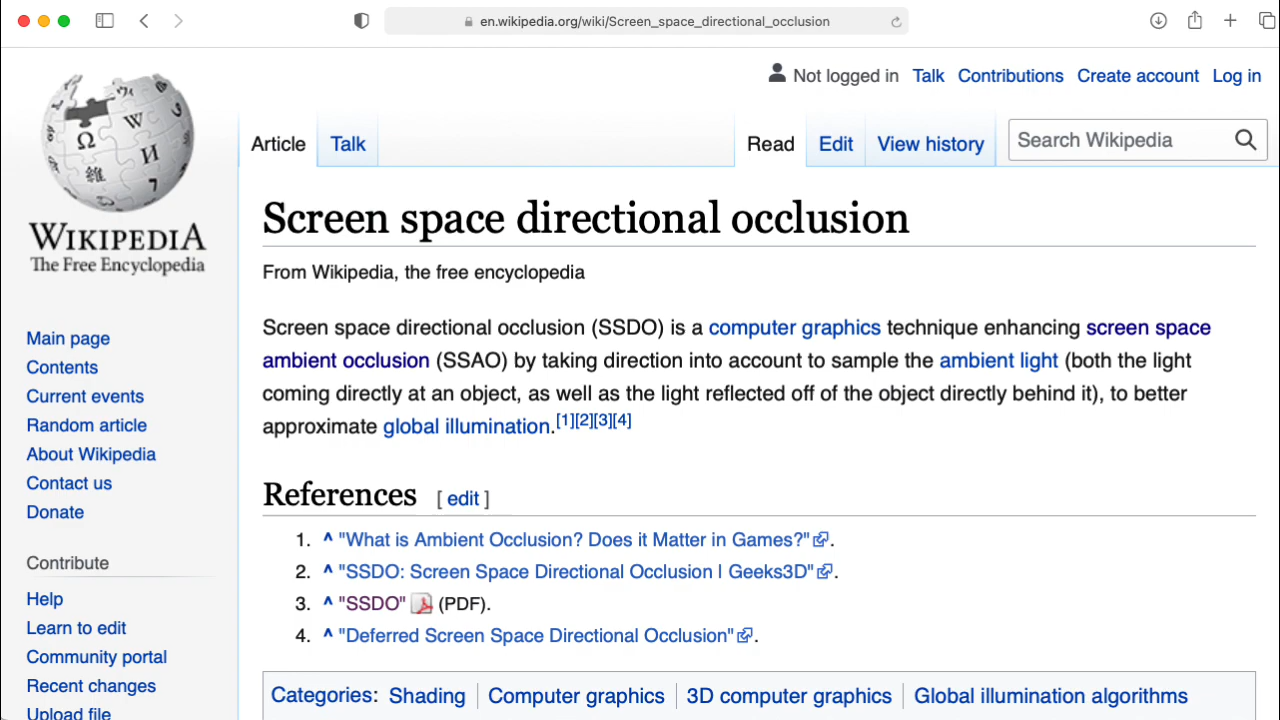 en.wikipedia.org/wiki/Screen_space_directional_occlusion
Not logged in Talk Contributions Create account Log in
Article Talk Read Edit View history Search Wikipedia
WIKIPEDIA
The Free Encyclopedia
Screen space directional occlusion
From Wikipedia, the free encyclopedia
Screen space directional occlusion (SSDO) is a computer graphics technique enhancing screen space
ambient occlusion (SSAO) by taking direction into account to sample the ambient light (both the light
coming directly at an object, as well as the light reflected off of the object directly behind it), to better
approximate global illumination.[1][2][3][4]
References [ edit ]
1. ^ "What is Ambient Occlusion? Does it Matter in Games?".
2. ^ "SSDO: Screen Space Directional Occlusion | Geeks3D".
3. ^ "SSDO" (PDF).
4. ^ "Deferred Screen Space Directional Occlusion".
Categories: Shading | Computer graphics | 3D computer graphics | Global illumination algorithms
Main page
Contents
Current events
Random article
About Wikipedia
Contact us
Donate
Contribute
Help
Learn to edit
Community portal
Recent changes
Upload file